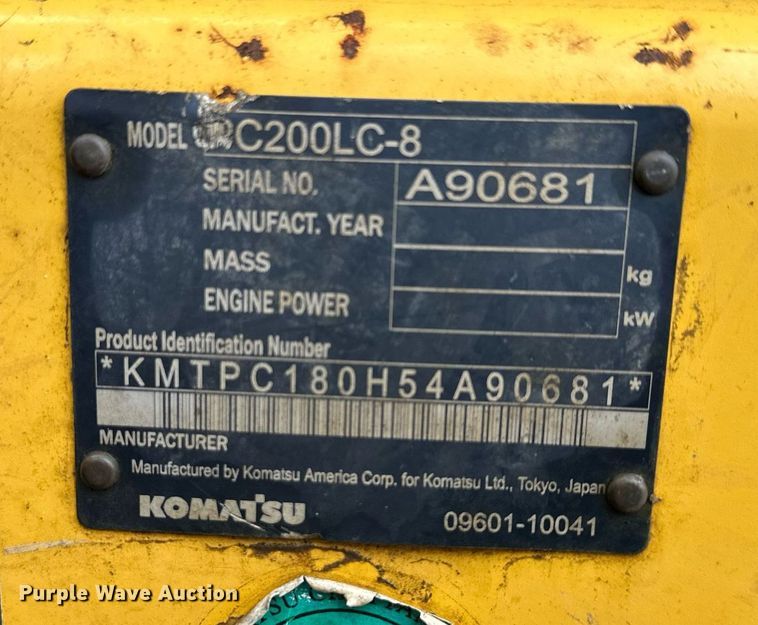 MODEL C200LC-8
SERIAL NO. A90681
MANUFACT. YEAR
MASS kg
ENGINE POWER kW
Product Identification Number
*KMTPC180H54A90681*
MANUFACTURER
Manufactured by Komatsu America Corp. for Komatsu Ltd., Tokyo, Japan
KOMATSU 09601-10041
Purple Wave Auction